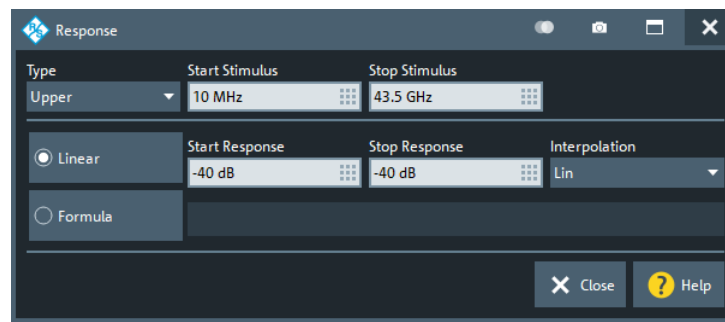 R&S Response
Type Start Stimulus Stop Stimulus
Upper 10 MHz 43.5 GHz
Linear Start Response Stop Response Interpolation
-40 dB -40 dB Lin
Formula
Close ? Help